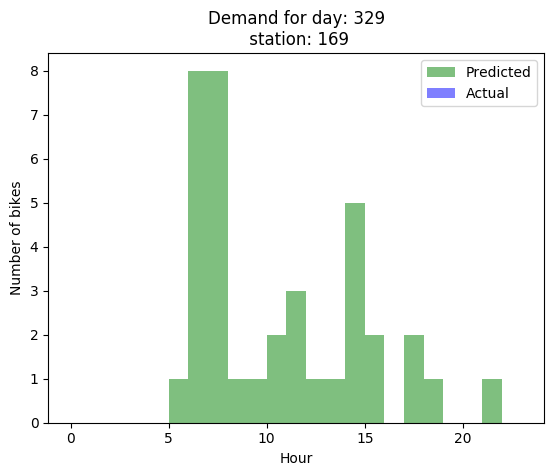 Demand for day: 329
station: 169
Predicted
Actual
Number of bikes
8
7
6
5
4
3
2
1
0
0 5 10 15 20
Hour